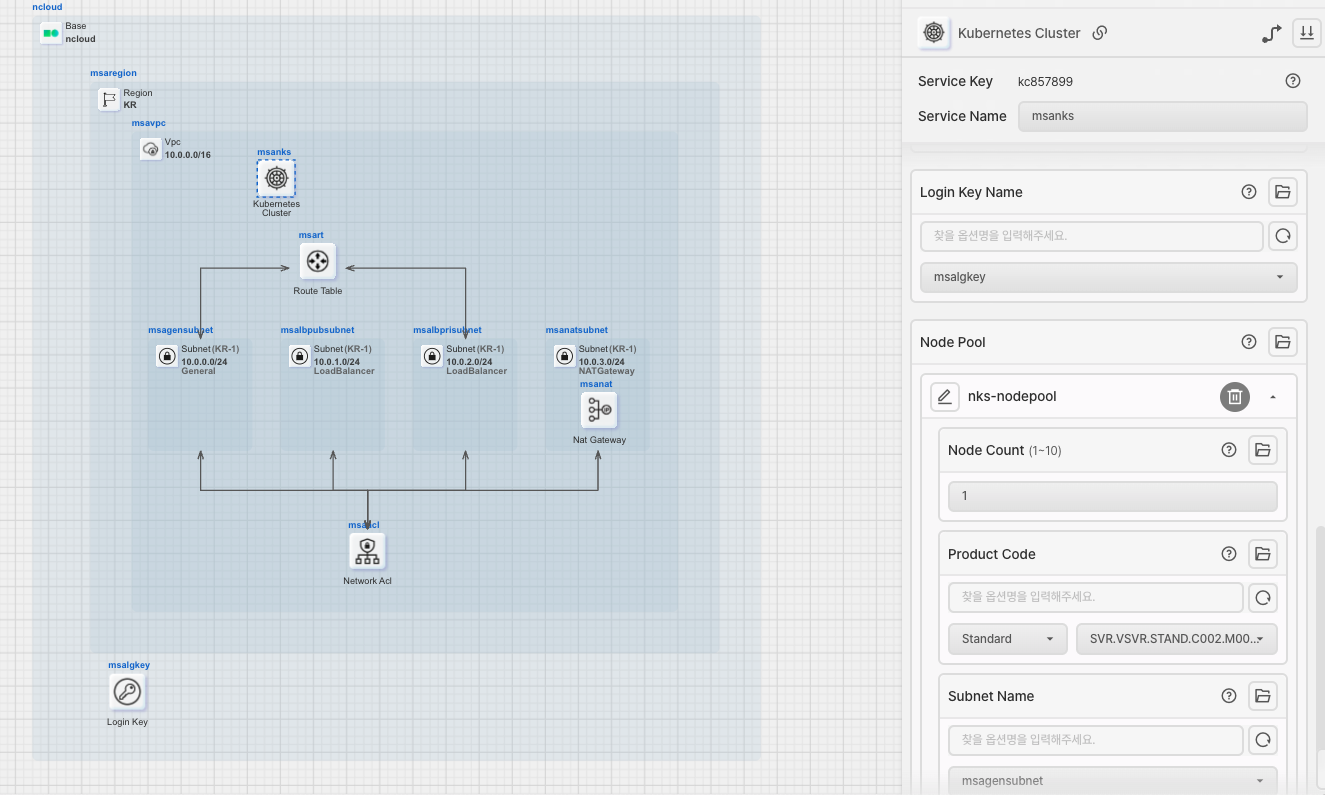 ncloud
Base
ncloud
msaregion
Region
KR
msavpc
Vpc
10.0.0.0/16
msanks
Kubernetes
Cluster
msart
Route Table
msagensubnet
Subnet (KR-1)
10.0.0.0/24
General
msalbpubsubnet
Subnet (KR-1)
10.0.1.0/24
LoadBalancer
msalbprisubnet
Subnet (KR-1)
10.0.2.0/24
LoadBalancer
msanatsubnet
Subnet (KR-1)
10.0.3.0/24
NATGateway
msanat
Nat Gateway
msaacl
Network Acl
msalgkey
Login Key
Kubernetes Cluster
Service Key kc857899
Service Name msanks
Login Key Name
찾을 옵션명을 입력해주세요.
msalgkey
Node Pool
nks-nodepool
Node Count (1~10)
1
Product Code
찾을 옵션명을 입력해주세요.
Standard SVR.VSVR.STAND.C002.M00...
Subnet Name
찾을 옵션명을 입력해주세요.
msagensubnet